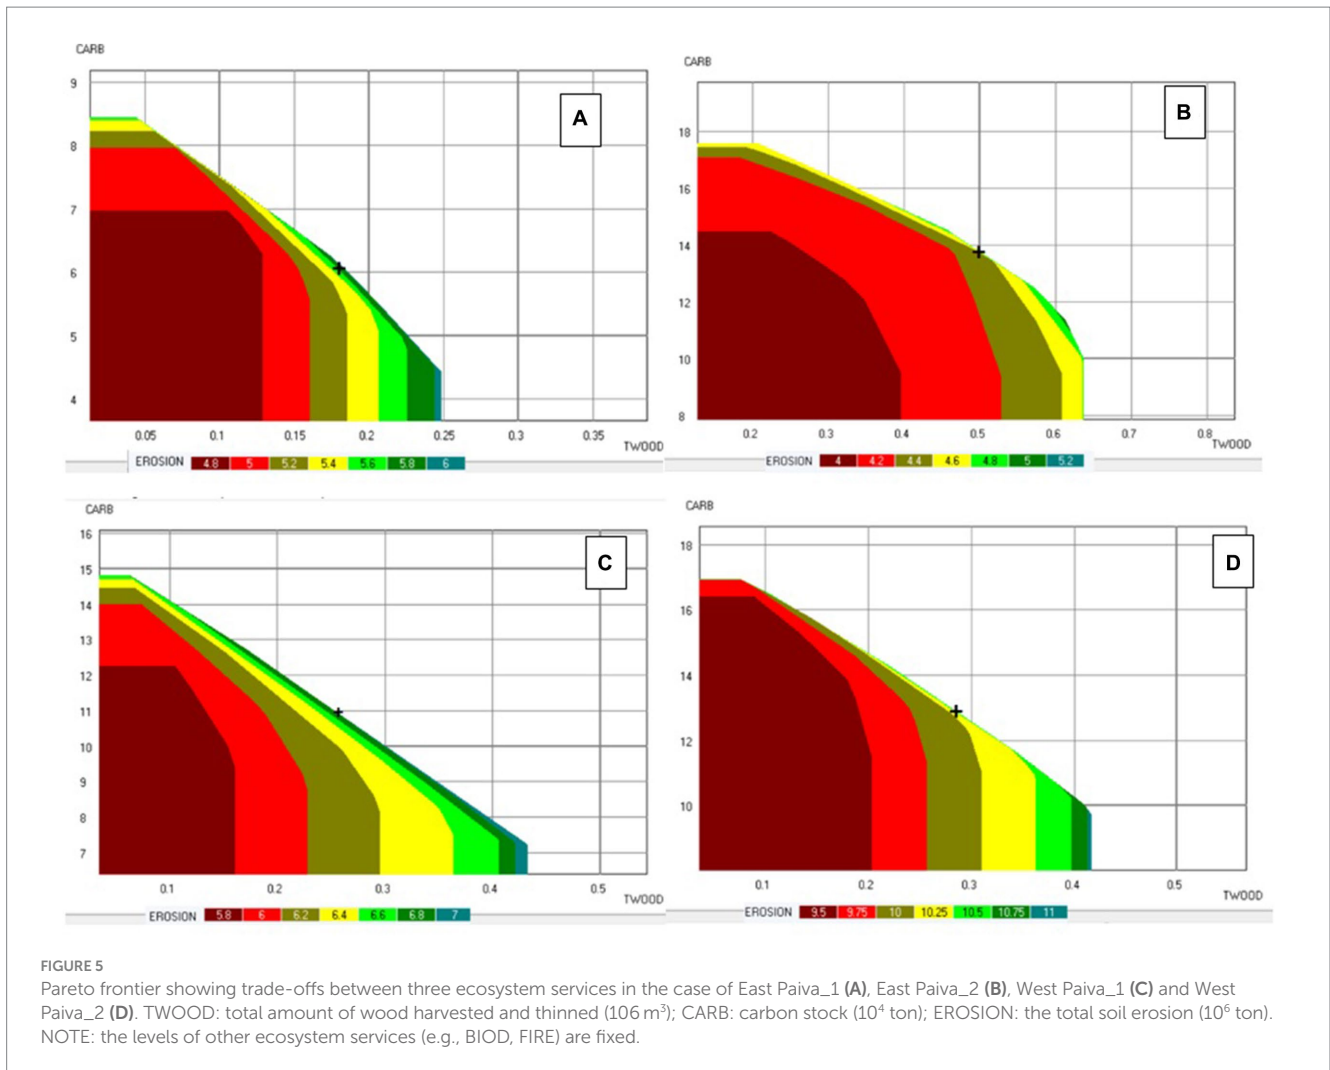 CARB
9
8
7
6
5
4
0.05 0.1 0.15 0.2 0.25 0.3 0.35
TWOOD
A
EROSION 4.8 5 5.2 5.4 5.6 5.8 6
CARB
18
16
14
12
10
8
0.2 0.3 0.4 0.5 0.6 0.7 0.8
TWOOD
B
EROSION 4 4.2 4.4 4.6 4.8 5 5.2
CARB
16
15
14
13
12
11
10
9
8
7
0.1 0.2 0.3 0.4 0.5
TWOOD
C
EROSION 5.8 6 6.2 6.4 6.6 6.8 7
CARB
18
16
14
12
10
0.1 0.2 0.3 0.4 0.5
TWOOD
D
EROSION 9.5 9.75 10 10.25 10.5 10.75 11
FIGURE 5
Pareto frontier showing trade-offs between three ecosystem services in the case of East Paiva_1 (A), East Paiva_2 (B), West Paiva_1 (C) and West
Paiva_2 (D). TWOOD: total amount of wood harvested and thinned (106 m³); CARB: carbon stock (10⁴ ton); EROSION: the total soil erosion (10⁶ ton).
NOTE: the levels of other ecosystem services (e.g., BIOD, FIRE) are fixed.